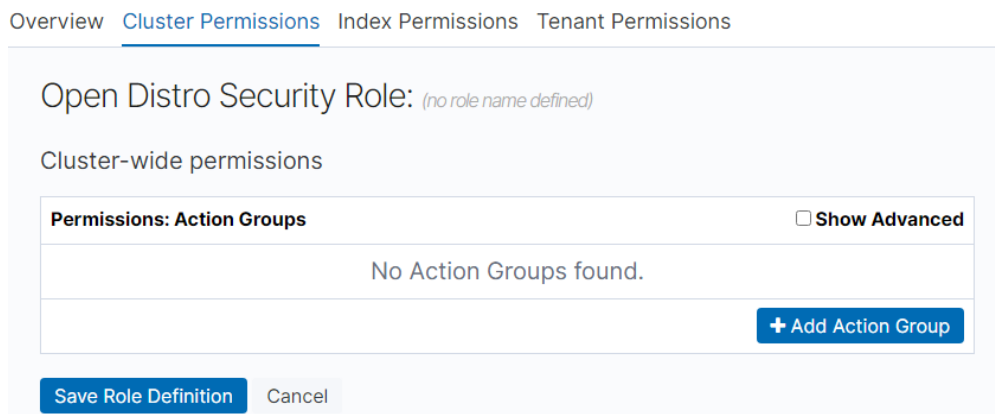 Overview Cluster Permissions Index Permissions Tenant Permissions
Open Distro Security Role: (no role name defined)
Cluster-wide permissions
Permissions: Action Groups Show Advanced
No Action Groups found.
+ Add Action Group
Save Role Definition Cancel